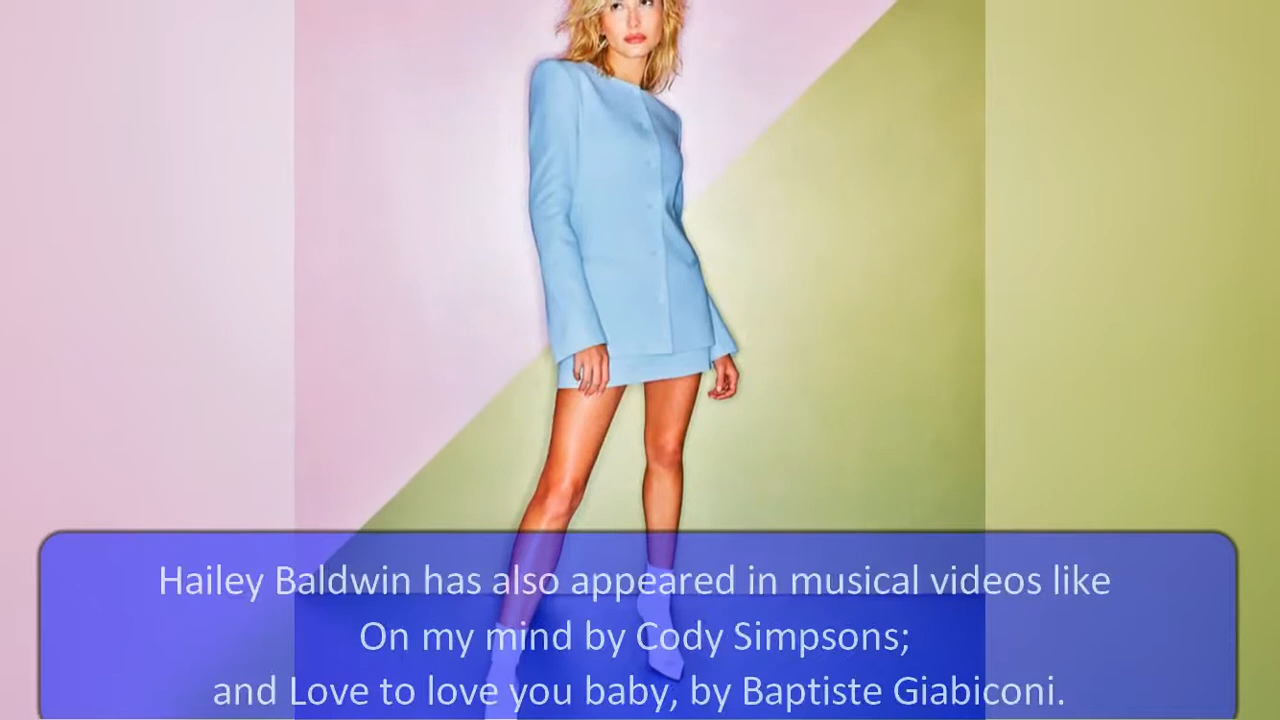 Hailey Baldwin has also appeared in musical videos like
On my mind by Cody Simpsons;
and Love to love you baby, by Baptiste Giabiconi.